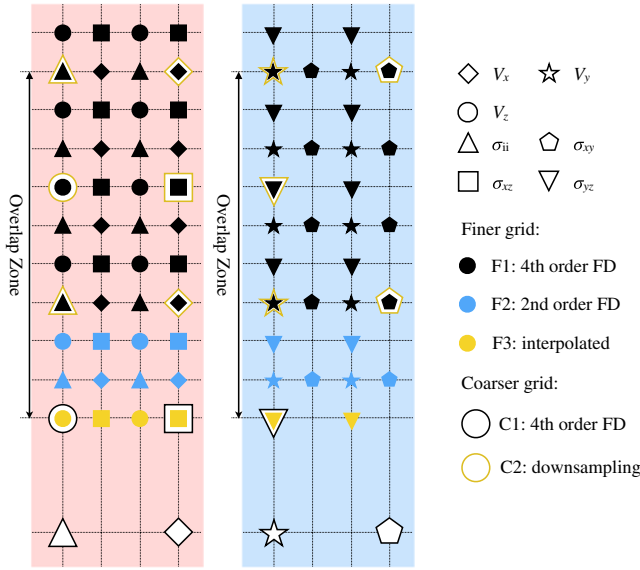 Overlap Zone
Overlap Zone
V_x V_y
V_z
σ_ii σ_xy
σ_xz σ_yz
Finer grid:
F1: 4th order FD
F2: 2nd order FD
F3: interpolated
Coarser grid:
C1: 4th order FD
C2: downsampling